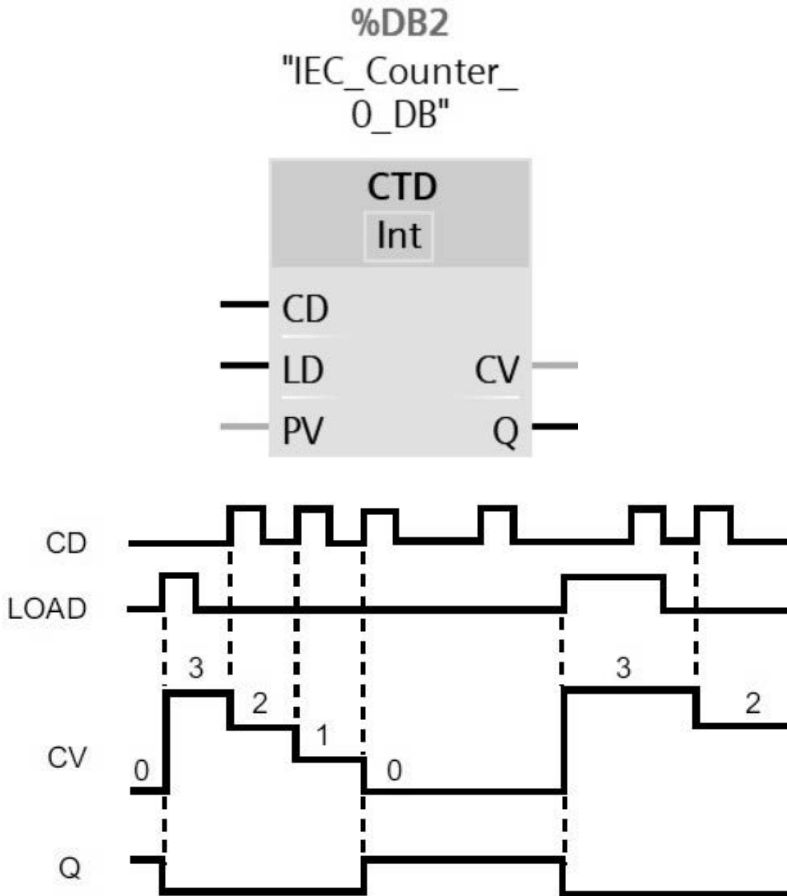 %DB2
"IEC_Counter_
0_DB"
CTD
Int
CD
LD CV
PV Q
CD
LOAD
3 3
2 2
1
CV
0 0
Q